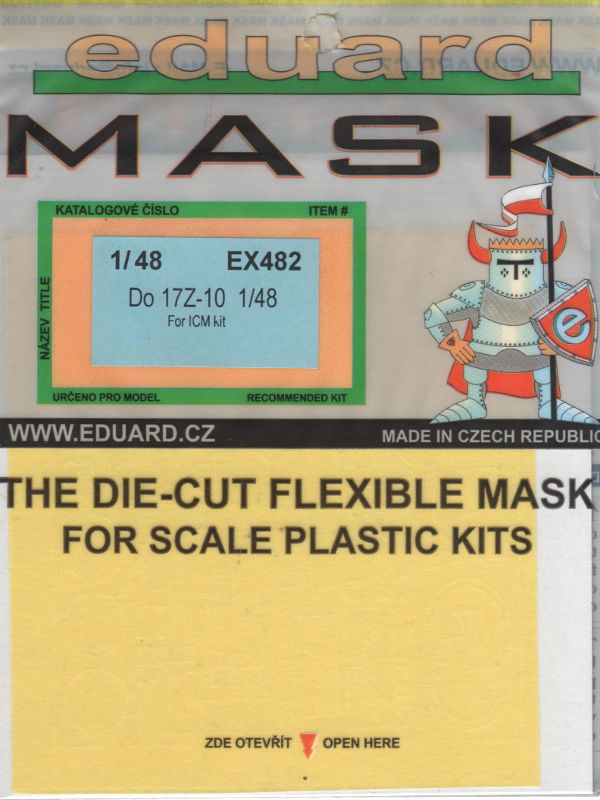 eduard
MASK
KATALOGOVÉ ČÍSLO ITEM #
NÁZEV TITLE
1/48 EX482
Do 17Z-10 1/48
For ICM kit
URČENO PRO MODEL RECOMMENDED KIT
e
WWW.EDUARD.CZ MADE IN CZECH REPUBLIC
THE DIE-CUT FLEXIBLE MASK
FOR SCALE PLASTIC KITS
ZDE OTEVŘÍT OPEN HERE